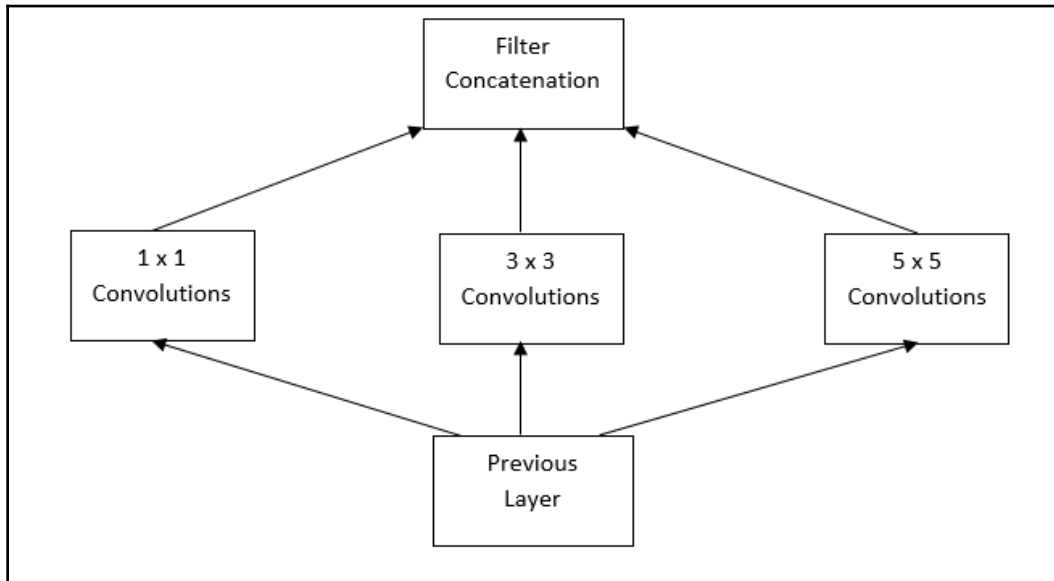 Filter
Concatenation
1 x 1
Convolutions
3 x 3
Convolutions
5 x 5
Convolutions
Previous
Layer